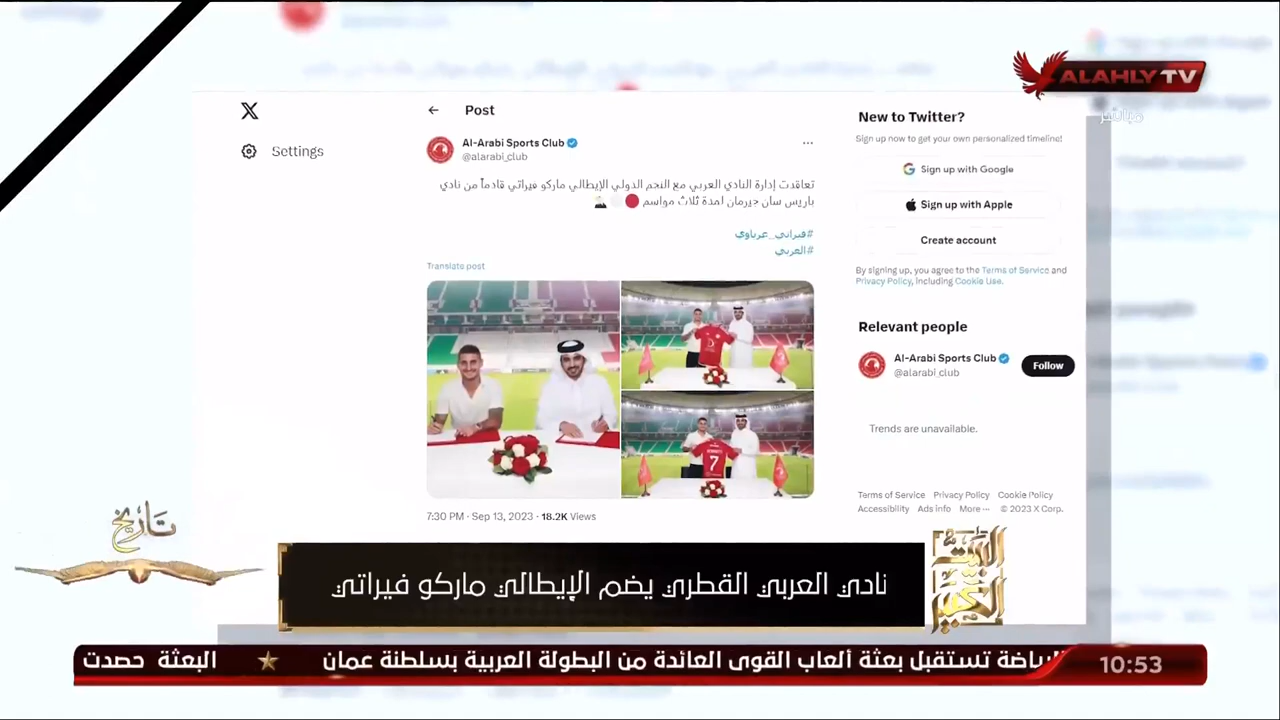 ALAHLY TV
مباشر
Settings
Post
Al-Arabi Sports Club
@alarabi_club
تعاقدت إدارة النادي العربي مع النجم الدولي الإيطالي ماركو فيراتي قادماً من نادي
باريس سان جيرمان لمدة ثلاث مواسم
#فيراتي_عرباوي
#العربي
Translate post
7
7:30 PM · Sep 13, 2023 · 18.2K Views
New to Twitter?
Sign up now to get your own personalized timeline!
Sign up with Google
Sign up with Apple
Create account
By signing up, you agree to the Terms of Service and
Privacy Policy, including Cookie Use.
Relevant people
Al-Arabi Sports Club
@alarabi_club
Follow
Trends are unavailable.
Terms of Service Privacy Policy Cookie Policy
Accessibility Ads info More ··· © 2023 X Corp.
تاريخ
البيت الكبير
نادي العربي القطري يضم الإيطالي ماركو فيراتي
الرياضة تستقبل بعثة ألعاب القوى العائدة من البطولة العربية بسلطنة عمان ★ البعثة حصدت
10:53